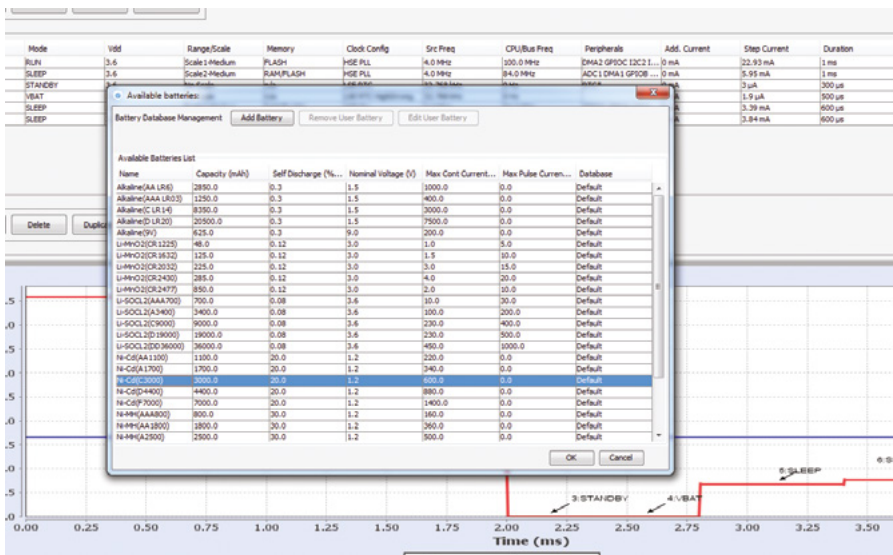 Mode Vdd Range/Scale Memory Clock Config Src Freq CPU/Bus Freq Peripherals Add. Current Step Current Duration
RUN 3.6 Scale1-Medium FLASH HSE PLL 4.0 MHz 100.0 MHz DMA2 GPIOC I2C2 I... 0 mA 22.93 mA 1 ms
SLEEP 3.6 Scale2-Medium RAM/FLASH HSE PLL 4.0 MHz 84.0 MHz ADC1 DMA1 GPIOB ... 0 mA 5.95 mA 1 ms
STANDBY 3.6 3 µA 300 µs
VBAT 1.9 µA 500 µs
SLEEP 3.39 mA 600 µs
SLEEP 3.84 mA 600 µs
Available batteries:
Battery Database Management Add Battery Remove User Battery Edit User Battery
Available Batteries List
Name Capacity (mAh) Self Discharge (%... Nominal Voltage (V) Max Cont Current... Max Pulse Curren... Database
Alkaline(AA LR6) 2850.0 0.3 1.5 1000.0 0.0 Default
Alkaline(AAA LR03) 1250.0 0.3 1.5 400.0 0.0 Default
Alkaline(C LR14) 8350.0 0.3 1.5 3000.0 0.0 Default
Alkaline(D LR20) 20500.0 0.3 1.5 7500.0 0.0 Default
Alkaline(9V) 625.0 0.3 9.0 200.0 0.0 Default
Li-MnO2(CR1225) 48.0 0.12 3.0 1.0 5.0 Default
Li-MnO2(CR1632) 125.0 0.12 3.0 1.5 10.0 Default
Li-MnO2(CR2032) 225.0 0.12 3.0 3.0 15.0 Default
Li-MnO2(CR2430) 285.0 0.12 3.0 4.0 20.0 Default
Li-MnO2(CR2477) 850.0 0.12 3.0 2.0 10.0 Default
Li-SOCL2(AAA700) 700.0 0.08 3.6 10.0 30.0 Default
Li-SOCL2(A3400) 3400.0 0.08 3.6 100.0 200.0 Default
Li-SOCL2(C9000) 9000.0 0.08 3.6 230.0 400.0 Default
Li-SOCL2(D19000) 19000.0 0.08 3.6 230.0 500.0 Default
Li-SOCL2(DD36000) 36000.0 0.08 3.6 450.0 1000.0 Default
Ni-Cd(AA1100) 1100.0 20.0 1.2 220.0 0.0 Default
Ni-Cd(A1700) 1700.0 20.0 1.2 340.0 0.0 Default
Ni-Cd(C3000) 3000.0 20.0 1.2 600.0 0.0 Default
Ni-Cd(D4400) 4400.0 20.0 1.2 880.0 0.0 Default
Ni-Cd(F7000) 7000.0 20.0 1.2 1400.0 0.0 Default
Ni-MH(AAA800) 800.0 30.0 1.2 160.0 0.0 Default
Ni-MH(AA1800) 1800.0 30.0 1.2 360.0 0.0 Default
Ni-MH(A2500) 2500.0 30.0 1.2 500.0 0.0 Default
OK Cancel
Delete
5:SLEEP
3:STANDBY 4:VBAT
0.00 0.25 0.50 0.75 1.00 1.25 1.50 1.75 2.00 2.25 2.50 2.75 3.00 3.25 3.50
Time (ms)